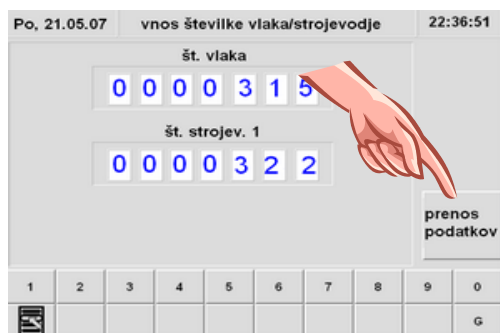 Po, 21.05.07 vnos številke vlaka/strojevodje 22:36:51
št. vlaka
0 0 0 0 3 1 5
št. strojev. 1
0 0 0 0 3 2 2
prenos
podatkov
1 2 3 4 5 6 7 8 9 0
G